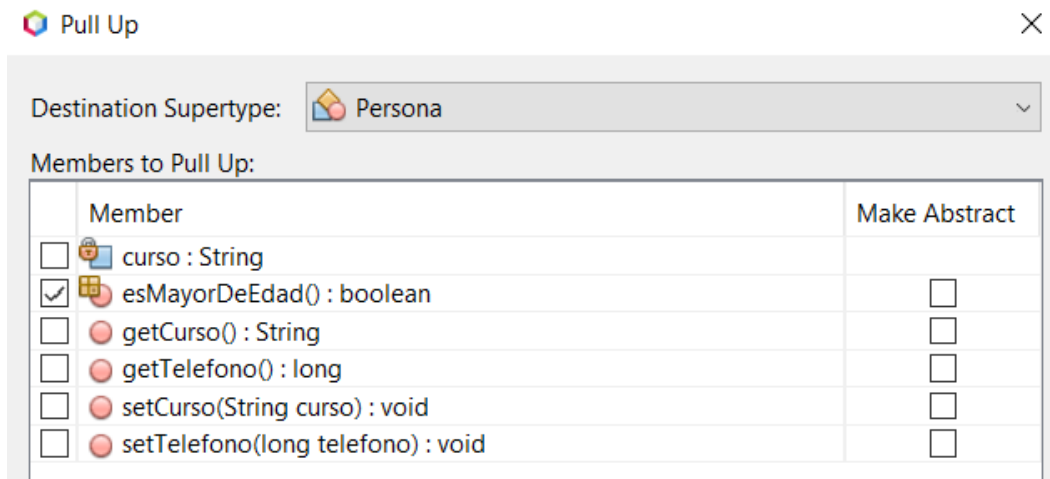 Pull Up
Destination Supertype: Persona
Members to Pull Up:
Member Make Abstract
curso : String
esMayorDeEdad() : boolean
getCurso() : String
getTelefono() : long
setCurso(String curso) : void
setTelefono(long telefono) : void